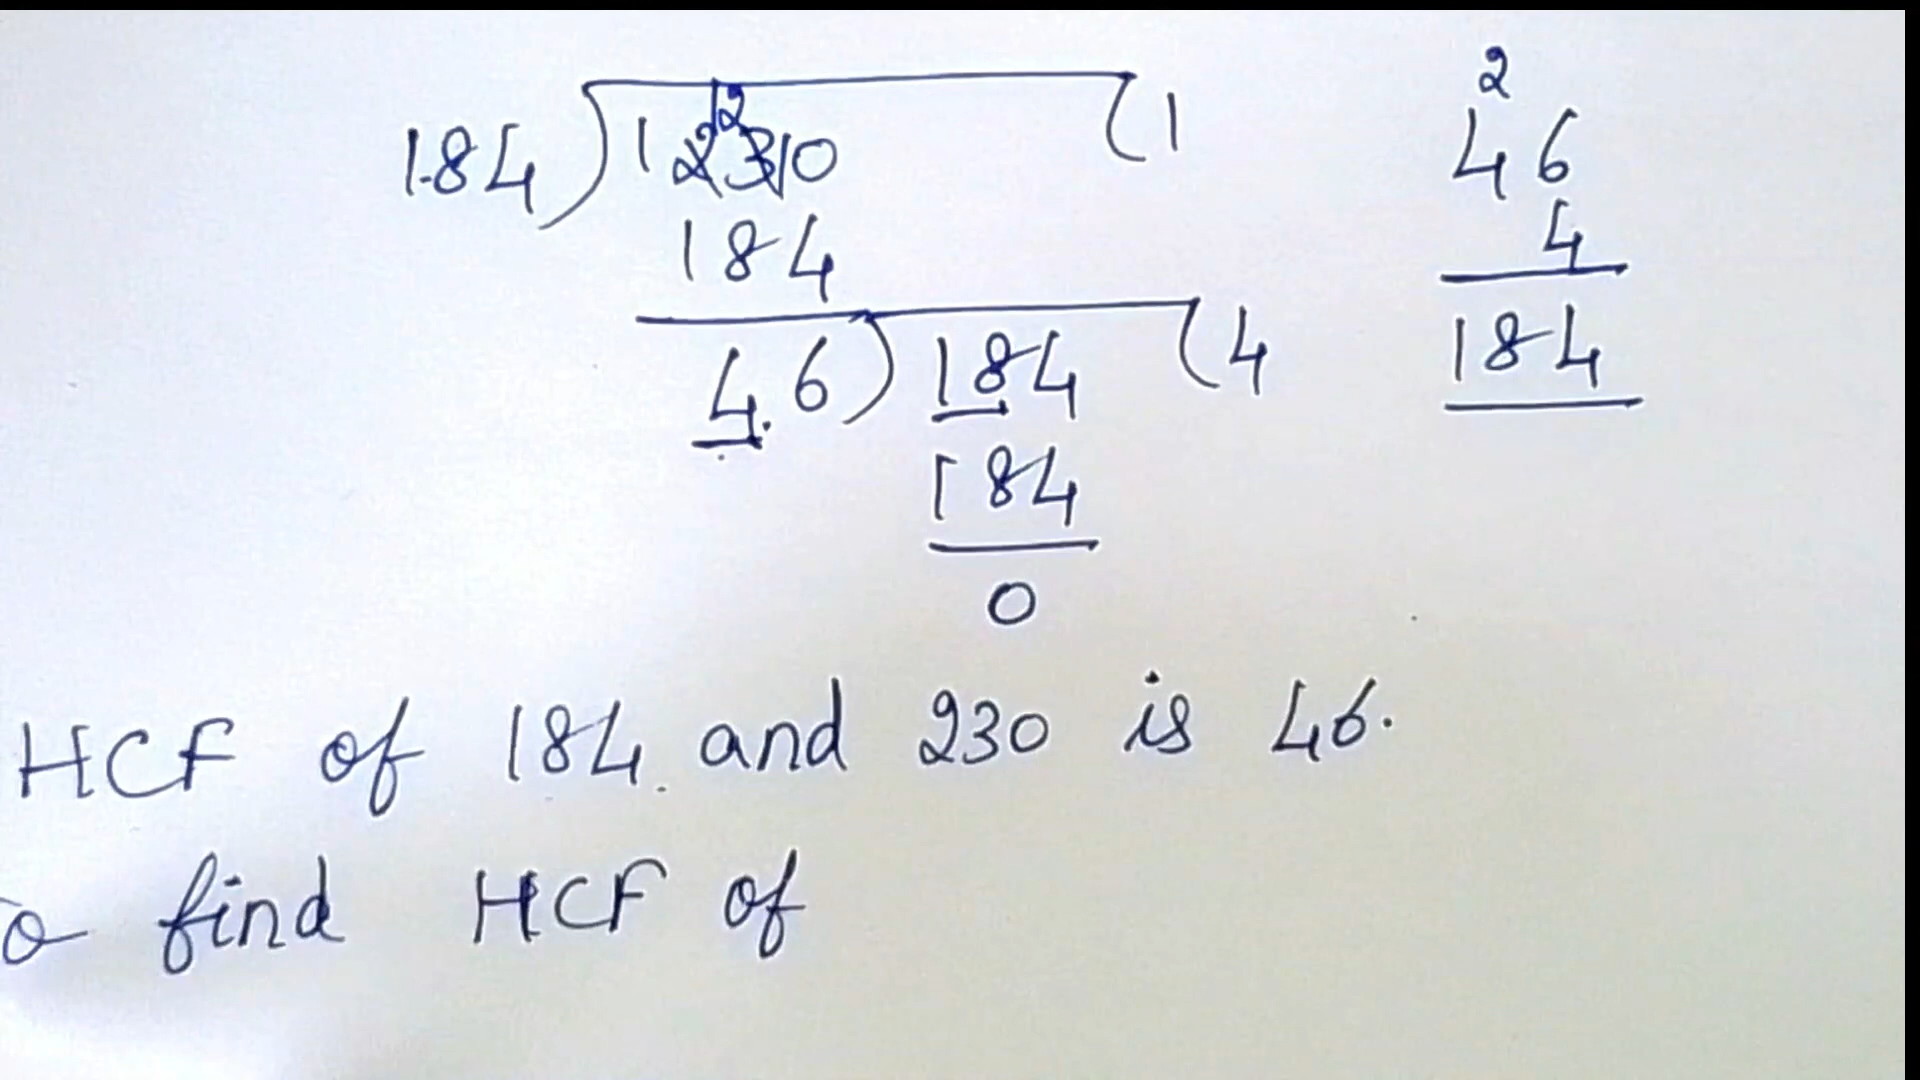 184 ) 230 ( 1
184
46 ) 184 ( 4
184
0
2
46
4
184
HCF of 184 and 230 is 46.
find HCF of